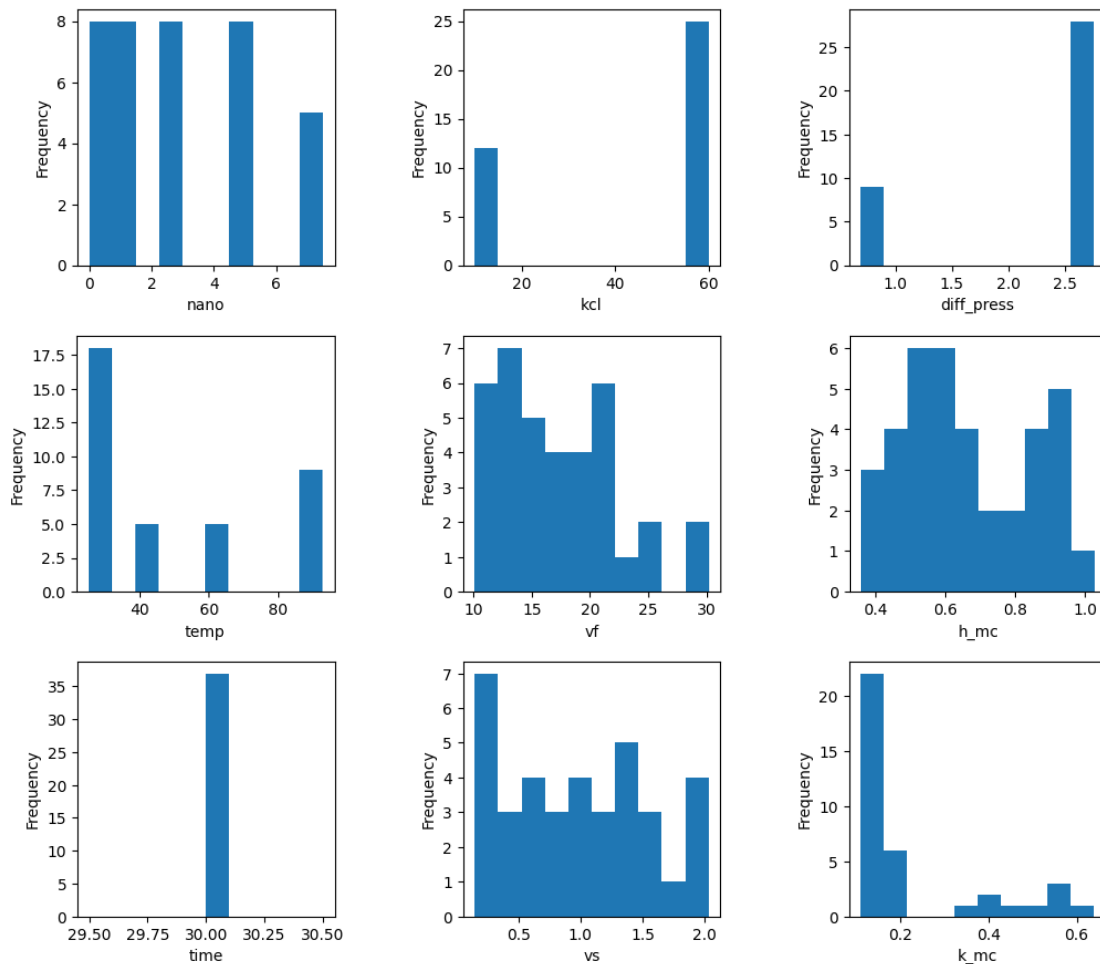 8
6
4
2
0
Frequency
0 2 4 6
nano
25
20
15
10
5
0
Frequency
20 40 60
kcl
25
20
15
10
5
0
Frequency
1.0 1.5 2.0 2.5
diff_press
17.5
15.0
12.5
10.0
7.5
5.0
2.5
0.0
Frequency
40 60 80
temp
7
6
5
4
3
2
1
0
Frequency
10 15 20 25 30
vf
6
5
4
3
2
1
0
Frequency
0.4 0.6 0.8 1.0
h_mc
35
30
25
20
15
10
5
0
Frequency
29.50 29.75 30.00 30.25 30.50
time
7
6
5
4
3
2
1
0
Frequency
0.5 1.0 1.5 2.0
vs
20
15
10
5
0
Frequency
0.2 0.4 0.6
k_mc